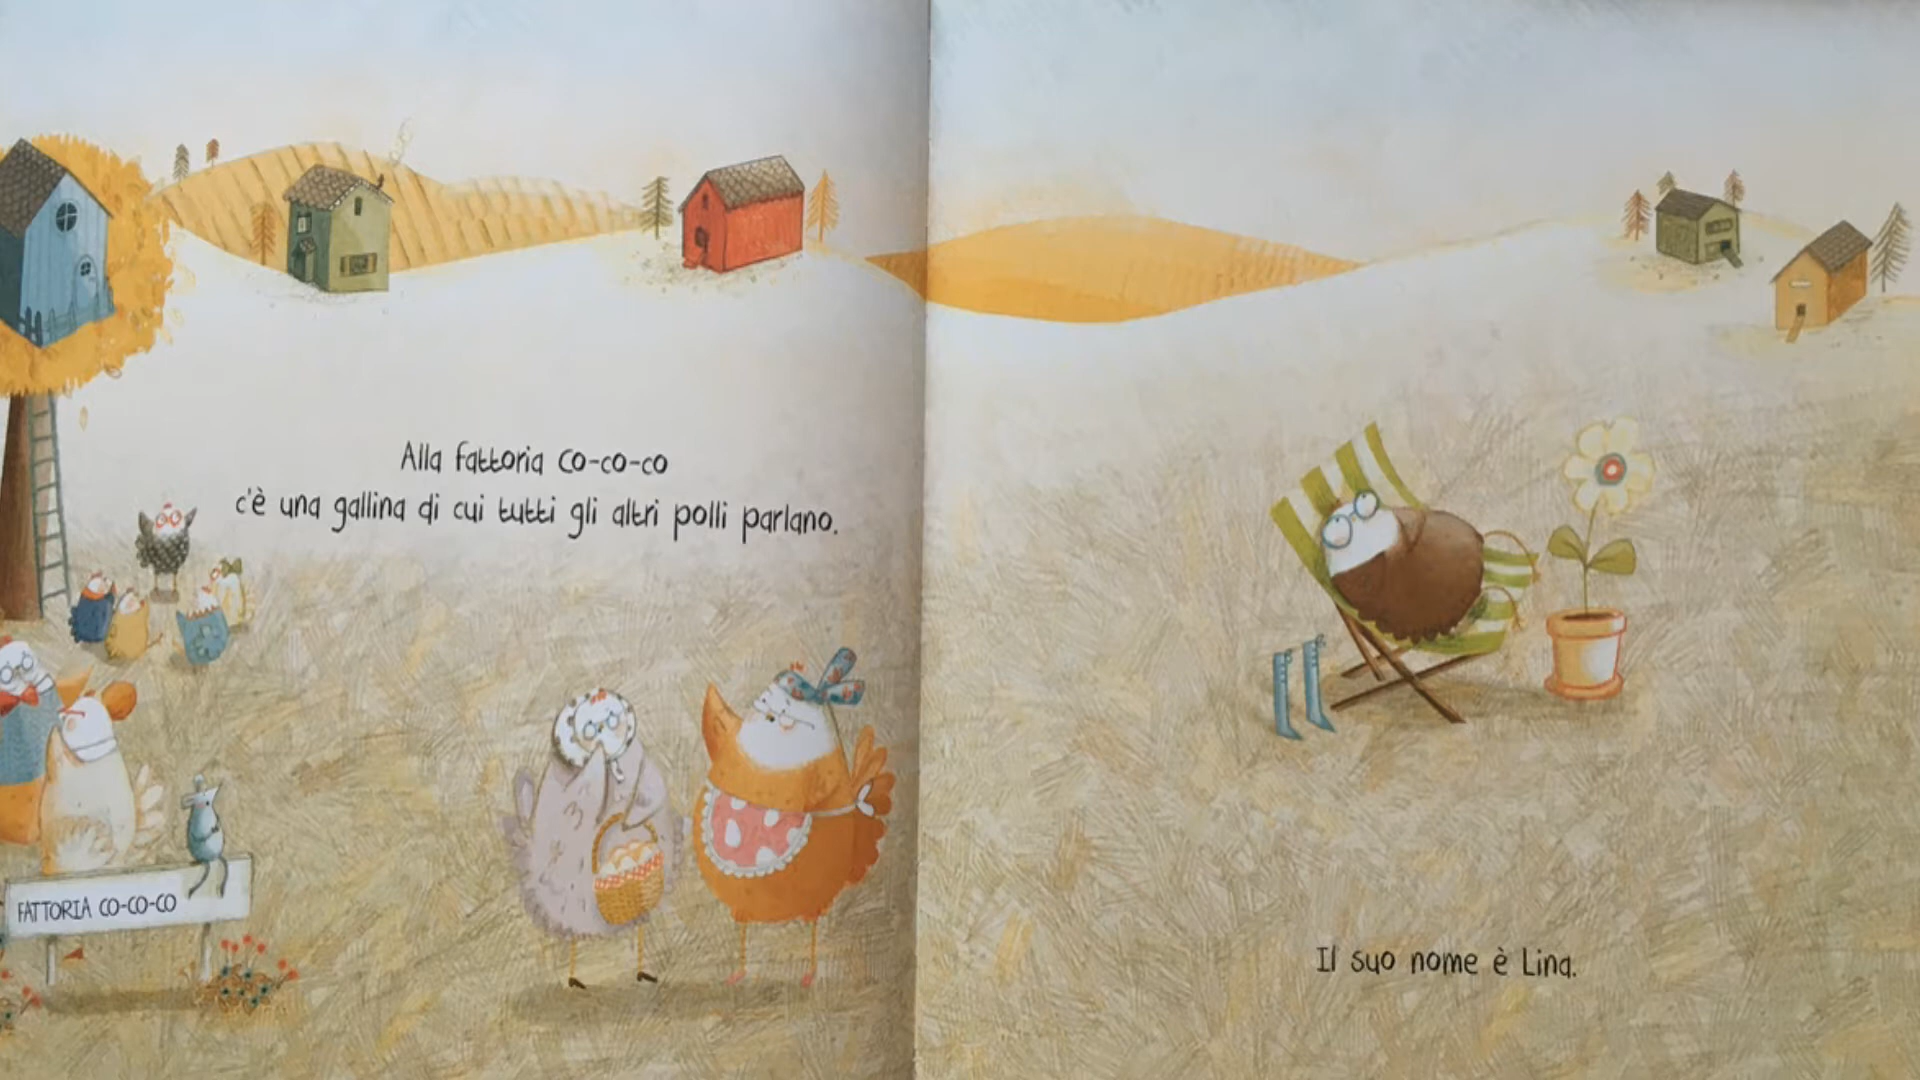 Alla fattoria co-co-co
c'è una gallina di cui tutti gli altri polli parlano.
FATTORIA CO-CO-CO
Il suo nome è Lina.